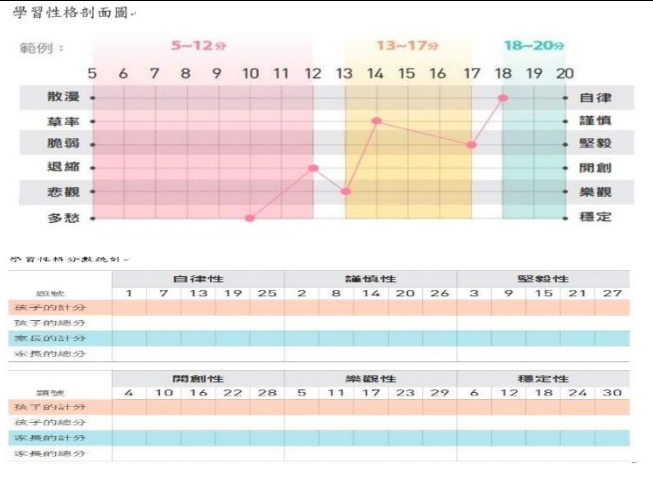 學習性格剖面圖
範例：
5~12分 13~17分 18~20分
5 6 7 8 9 10 11 12 13 14 15 16 17 18 19 20
散漫 自律
草率 謹慎
脆弱 堅毅
退縮 開創
悲觀 樂觀
多愁 穩定
學習性格分數統計
自律性 謹慎性 堅毅性
題號 1 7 13 19 25 2 8 14 20 26 3 9 15 21 27
孩子的計分
孩子的總分
家長的計分
家長的總分
開創性 樂觀性 穩定性
題號 4 10 16 22 28 5 11 17 23 29 6 12 18 24 30
孩子的計分
孩子的總分
家長的計分
家長的總分